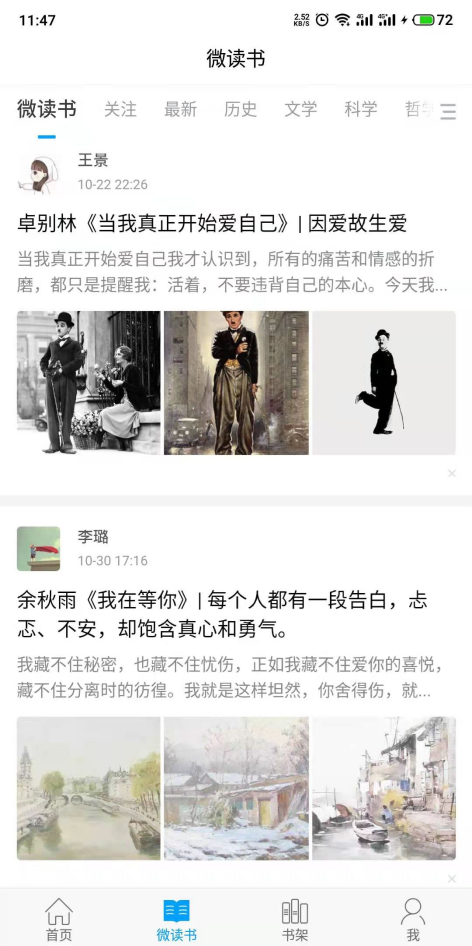 11:47
2.52
KB/S
4G
4G
72
微读书
微读书 关注 最新 历史 文学 科学
王景
10-22 22:26
卓别林《当我真正开始爱自己》| 因爱故生爱
当我真正开始爱自己我才认识到，所有的痛苦和情感的折
磨，都只是提醒我：活着，不要违背自己的本心。今天我...
李璐
10-30 17:16
余秋雨《我在等你》| 每个人都有一段告白，忐
忑、不安，却饱含真心和勇气。
我藏不住秘密，也藏不住忧伤，正如我藏不住爱你的喜悦，
藏不住分离时的彷徨。我就是这样坦然，你舍得伤，就...
首页 微读书 书架 我